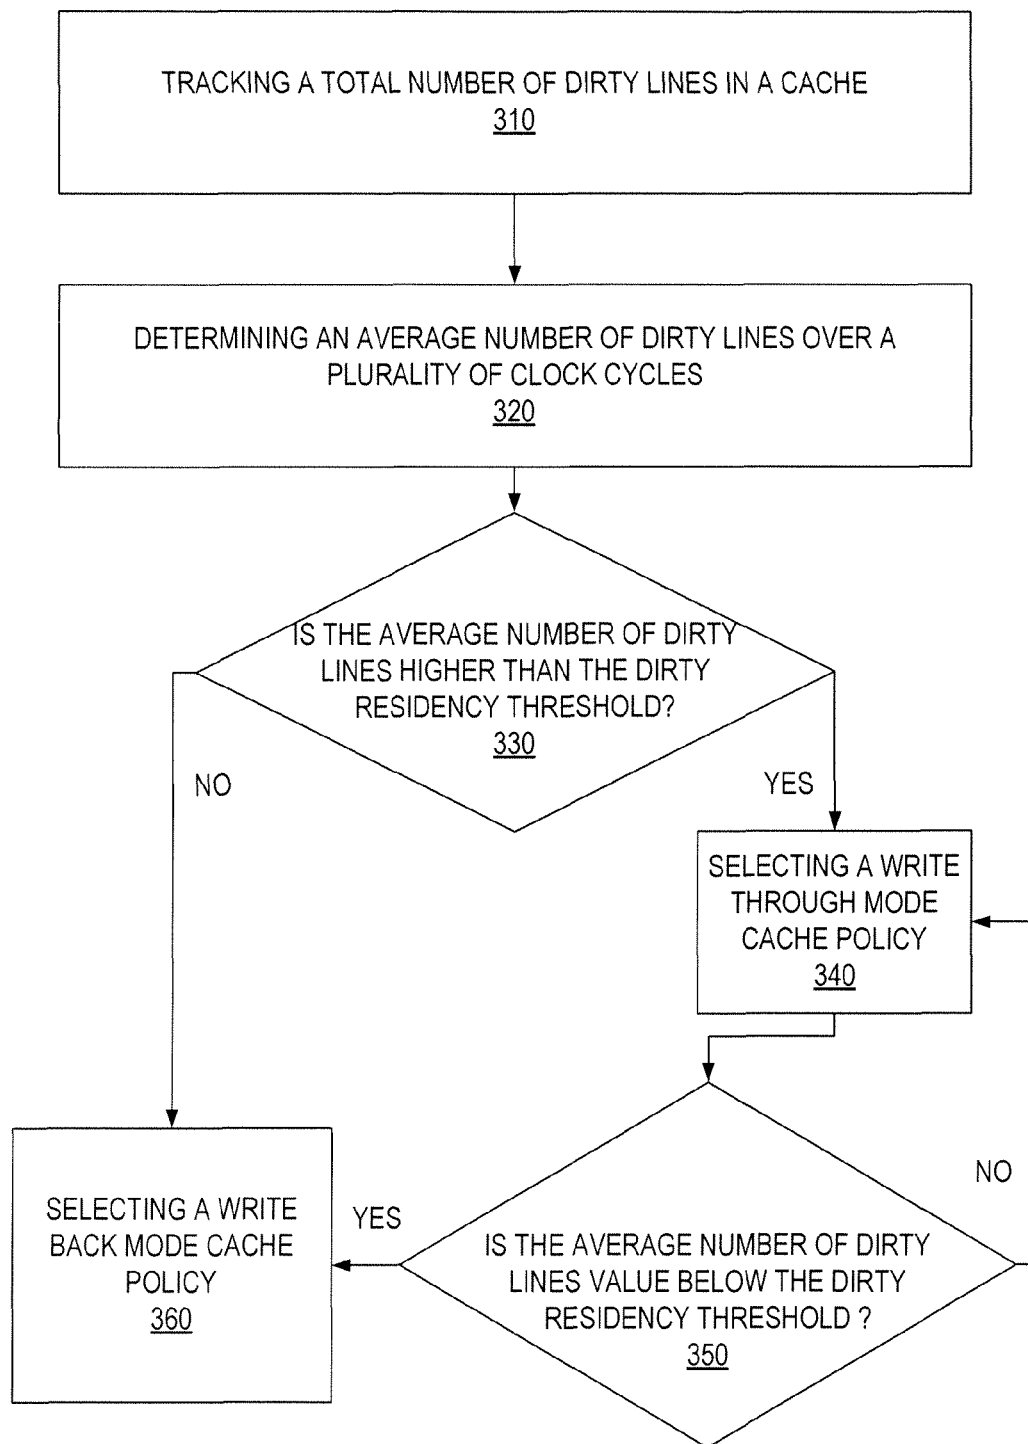 TRACKING A TOTAL NUMBER OF DIRTY LINES IN A CACHE
310
DETERMINING AN AVERAGE NUMBER OF DIRTY LINES OVER A
PLURALITY OF CLOCK CYCLES
320
IS THE AVERAGE NUMBER OF DIRTY
LINES HIGHER THAN THE DIRTY
RESIDENCY THRESHOLD?
330
NO
YES
SELECTING A WRITE
THROUGH MODE
CACHE POLICY
340
NO
YES
SELECTING A WRITE
BACK MODE CACHE
POLICY
360
IS THE AVERAGE NUMBER OF DIRTY
LINES VALUE BELOW THE DIRTY
RESIDENCY THRESHOLD ?
350